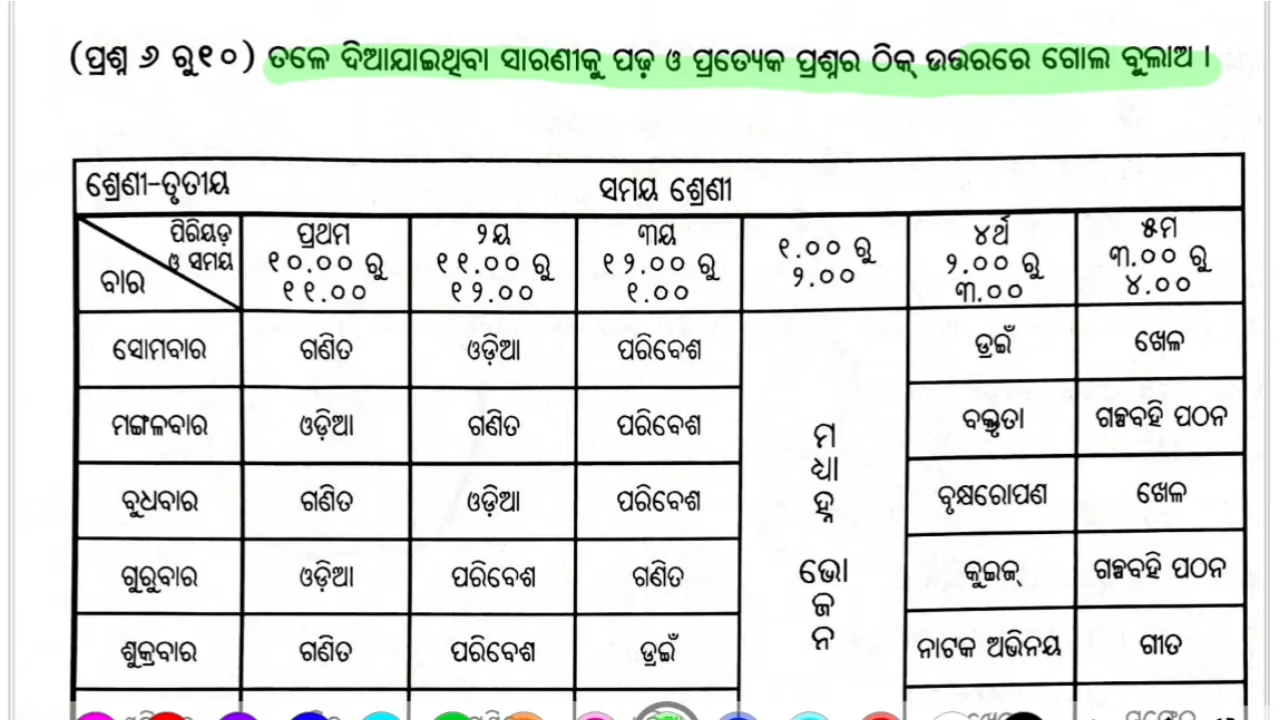 (ପ୍ରଶ୍ନ ୬ ରୁ୧୦) ତଳେ ଦିଆଯାଇଥିବା ସାରଣୀକୁ ପଢ଼ ଓ ପ୍ରତ୍ୟେକ ପ୍ରଶ୍ନର ଠିକ୍ ଉତ୍ତରରେ ଗୋଲ ବୁଲାଅ ।
ଶ୍ରେଣୀ-ତୃତୀୟ ସମୟ ଶ୍ରେଣୀ
ପିରିୟଡ଼ ଓ ସମୟ ବାର ପ୍ରଥମ ୧୦.୦୦ ରୁ ୧୧.୦୦ ୨ୟ ୧୧.୦୦ ରୁ ୧୨.୦୦ ୩ୟ ୧୨.୦୦ ରୁ ୧.୦୦ ୧.୦୦ ରୁ ୨.୦୦ ୪ର୍ଥ ୨.୦୦ ରୁ ୩.୦୦ ୫ମ ୩.୦୦ ରୁ ୪.୦୦
ସୋମବାର ଗଣିତ ଓଡ଼ିଆ ପରିବେଶ ଡ୍ରଇଁ ଖେଳ
ମଙ୍ଗଳବାର ଓଡ଼ିଆ ଗଣିତ ପରିବେଶ ବକ୍ତୃତା ଗଳ୍ପବହି ପଠନ
ବୁଧବାର ଗଣିତ ଓଡ଼ିଆ ପରିବେଶ ବୃକ୍ଷରୋପଣ ଖେଳ
ଗୁରୁବାର ଓଡ଼ିଆ ପରିବେଶ ଗଣିତ କୁଇଜ୍ ଗଳ୍ପବହି ପଠନ
ଶୁକ୍ରବାର ଗଣିତ ପରିବେଶ ଡ୍ରଇଁ ନାଟକ ଅଭିନୟ ଗୀତ
ମଧ୍ୟାହ୍ନ ଭୋଜନ